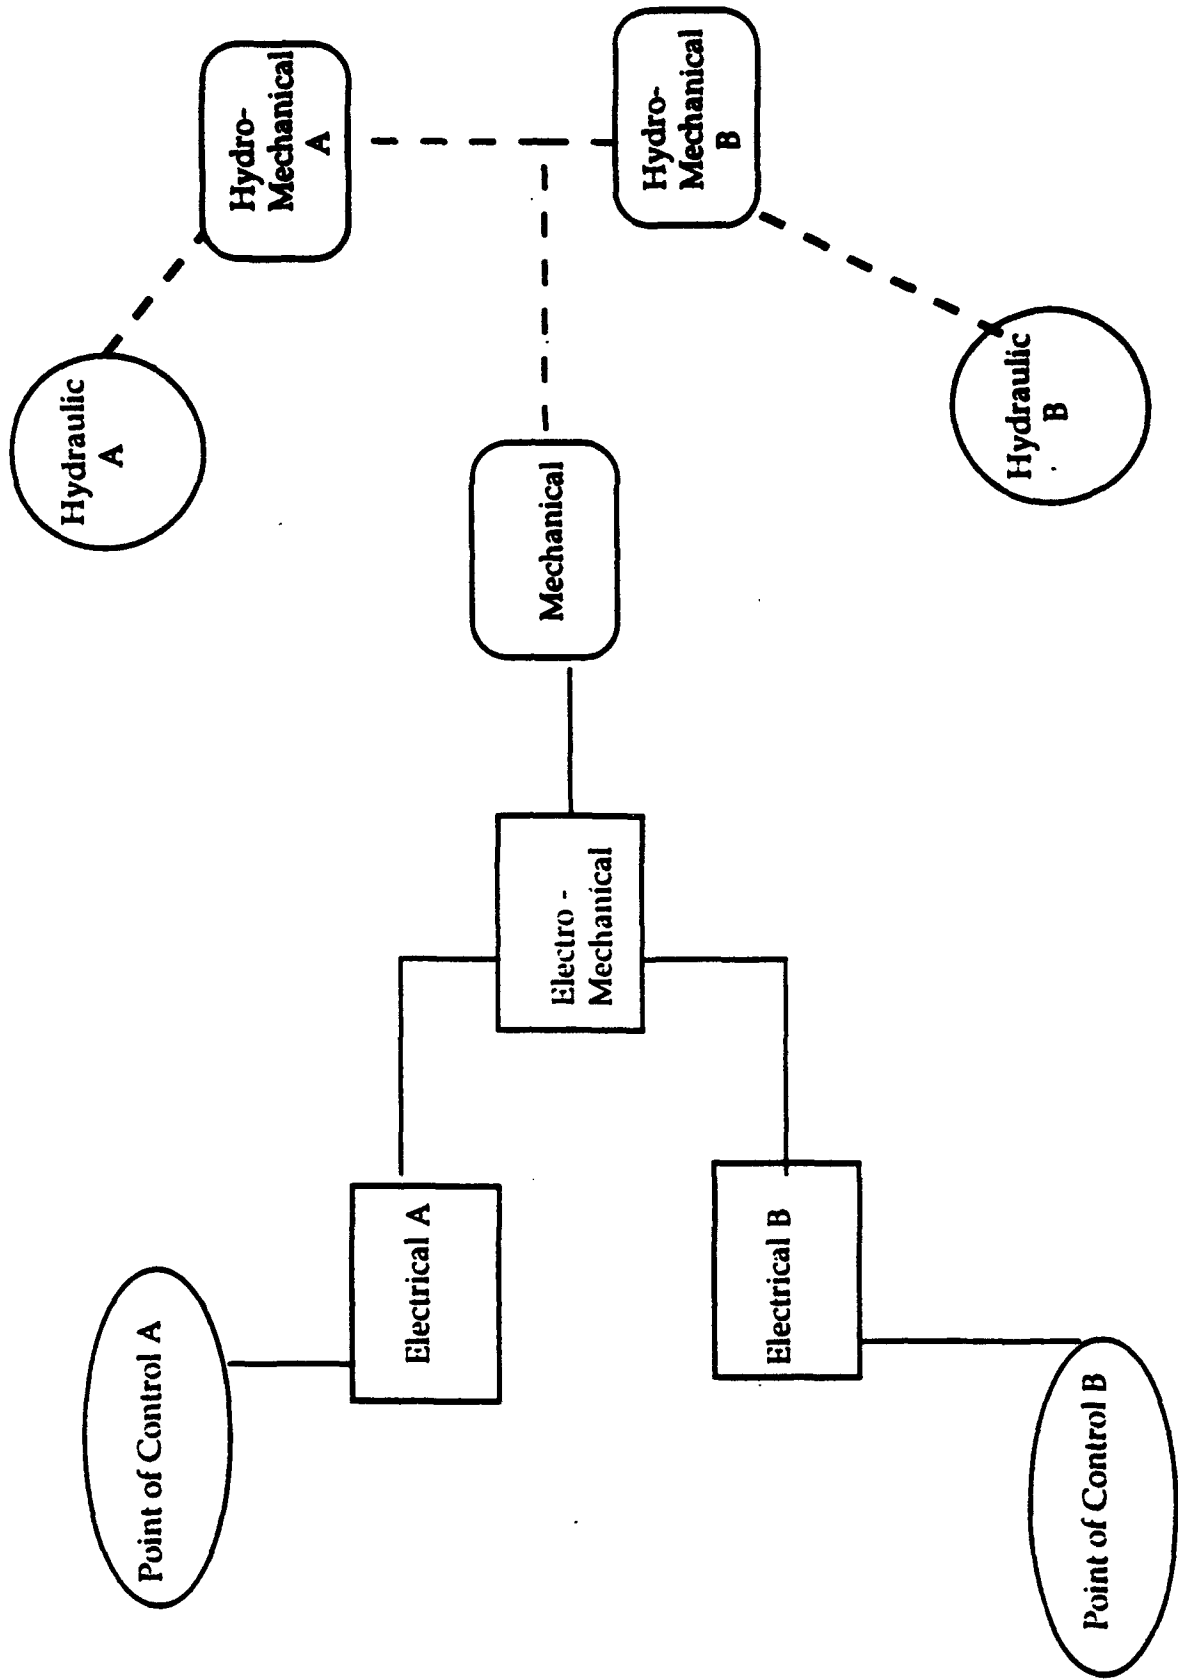 Point of Control A
Electrical A
Electro -
Mechanical
Electrical B
Point of Control B
Mechanical
Hydraulic
A
Hydro-
Mechanical
A
Hydro-
Mechanical
B
Hydraulic
B